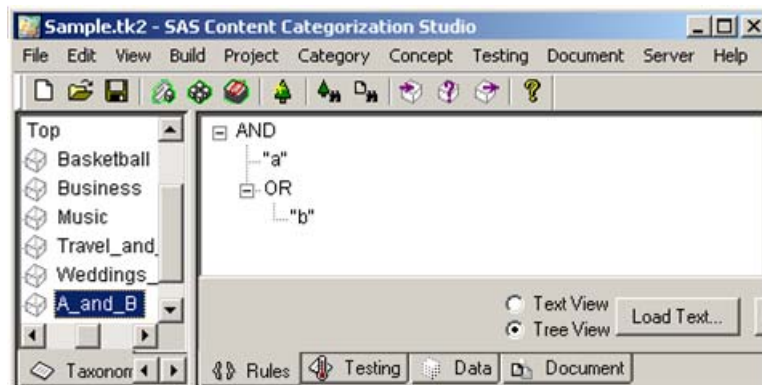 Sample.tk2 - SAS Content Categorization Studio
File Edit View Build Project Category Concept Testing Document Server Help
Top
Basketball
Business
Music
Travel_and_
Weddings_
A_and_B
AND
"a"
OR
"b"
Text View
Tree View
Load Text...
Taxonom
Rules
Testing
Data
Document